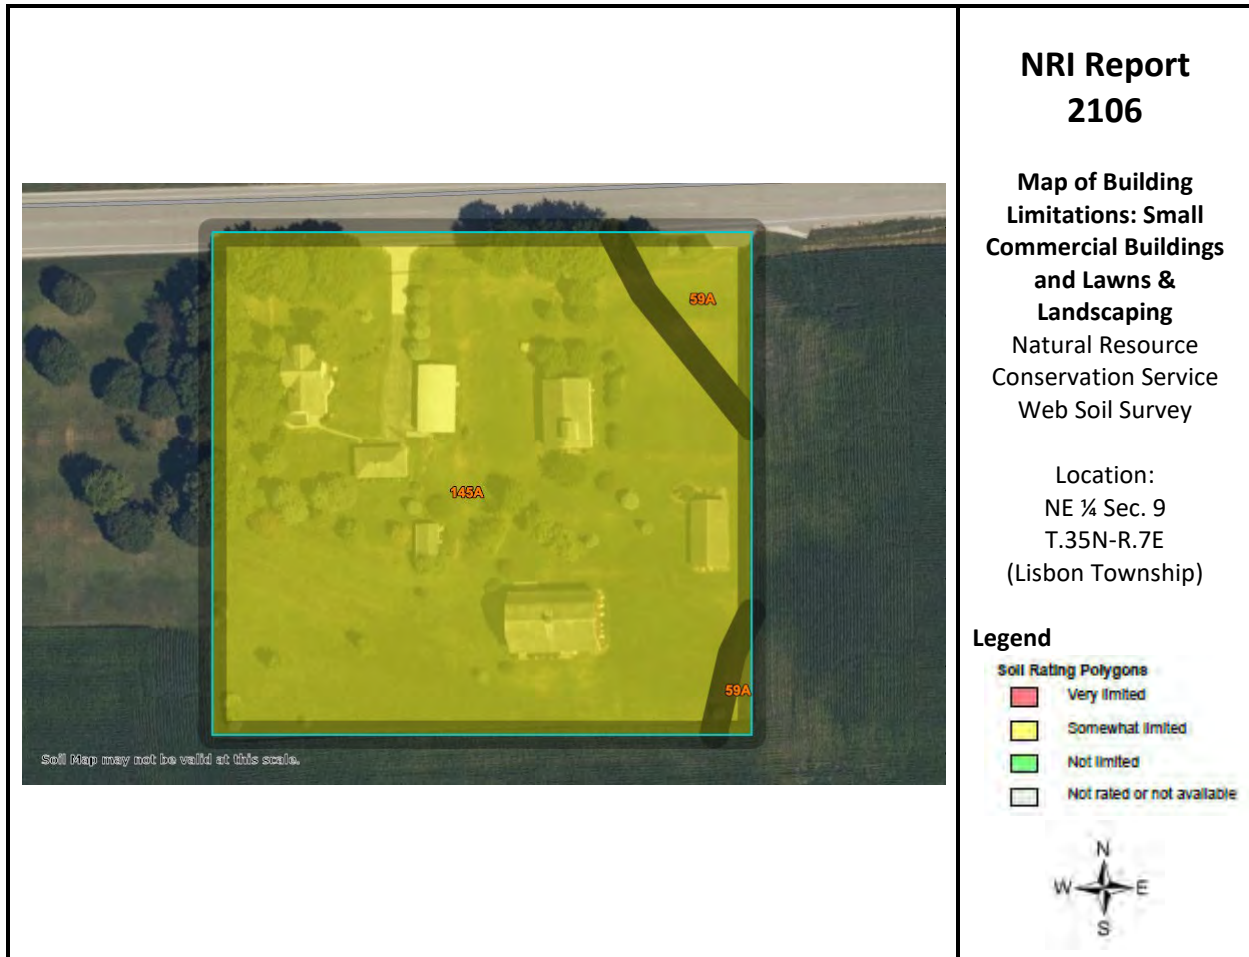 NRI Report
2106
Map of Building
Limitations: Small
Commercial Buildings
and Lawns &
Landscaping
Natural Resource
Conservation Service
Web Soil Survey
Location:
NE ¼ Sec. 9
T.35N-R.7E
(Lisbon Township)
Legend
Soil Rating Polygons
Very limited
Somewhat limited
Not limited
Not rated or not available
N
W E
S
59A
145A
59A
Soil Map may not be valid at this scale.